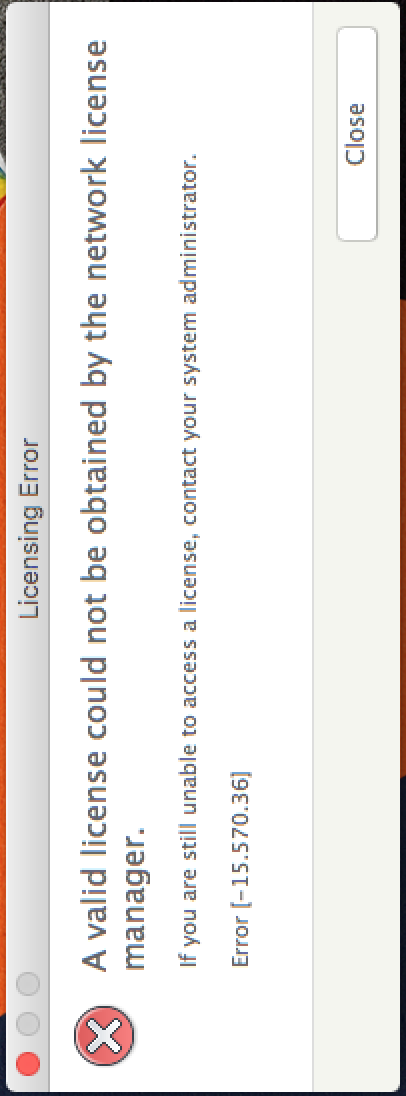 Licensing Error
A valid license could not be obtained by the network license
manager.
If you are still unable to access a license, contact your system administrator.
Error [-15.570.36]
Close